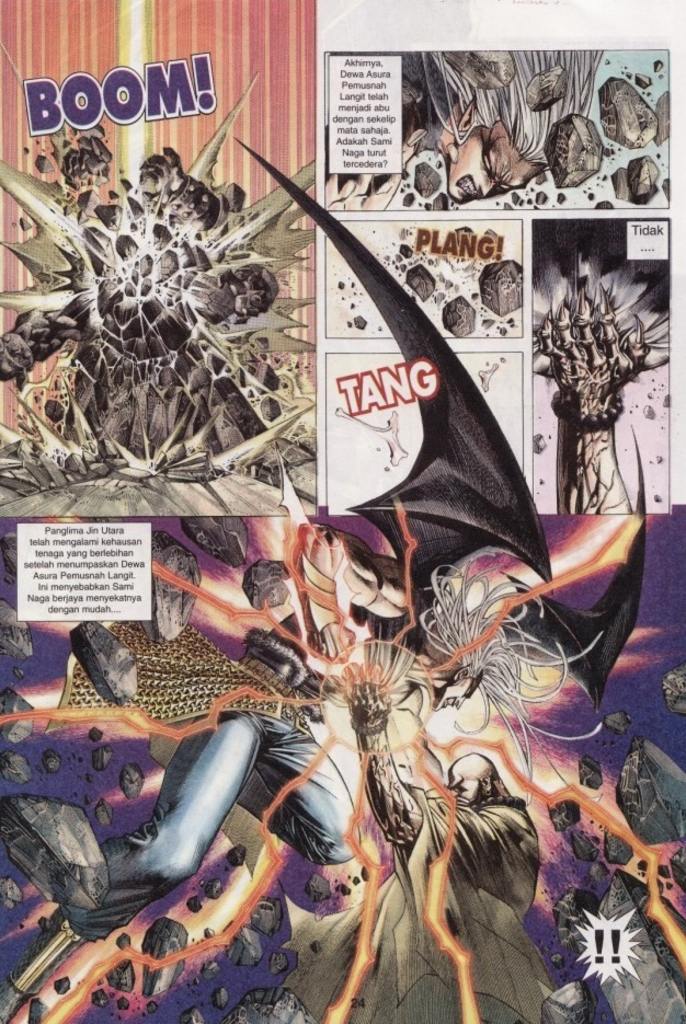 BOOM!
Akhirnya,
Dewa Asura
Pemusnah
Langit telah
menjadi abu
dengan sekelip
mata sahaja.
Adakah Sami
Naga turut
tercedera?
PLANG!
Tidak
....
TANG
Panglima Jin Utara
telah mengalami kehausan
tenaga yang berlebihan
setelah menumpaskan Dewa
Asura Pemusnah Langit.
Ini menyebabkan Sami
Naga berjaya menyekatnya
dengan mudah....
!!
24